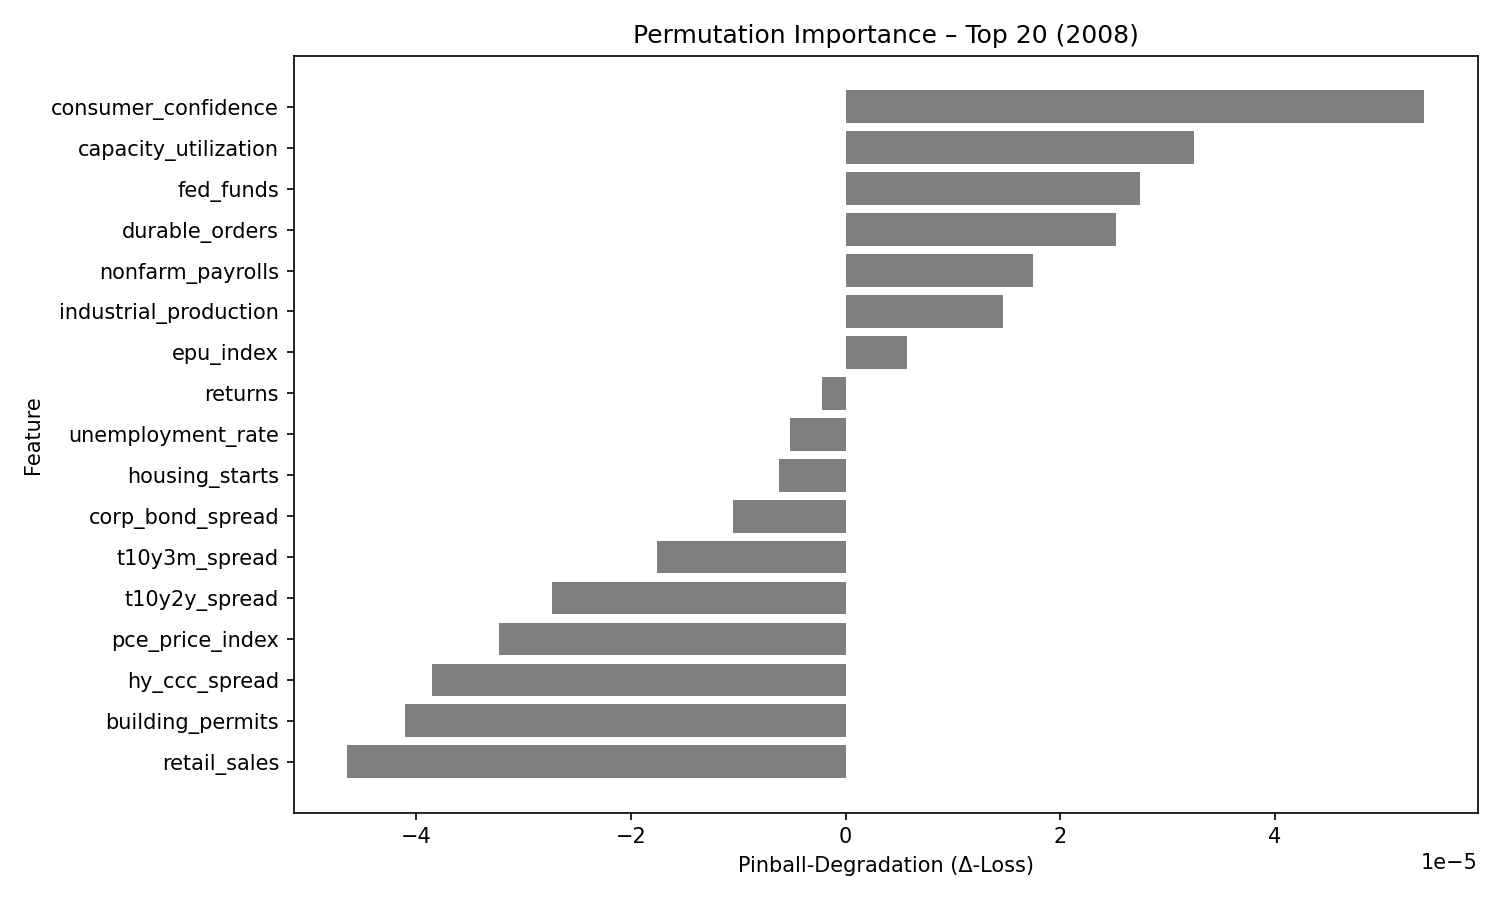 Permutation Importance – Top 20 (2008)
Feature
consumer_confidence
capacity_utilization
fed_funds
durable_orders
nonfarm_payrolls
industrial_production
epu_index
returns
unemployment_rate
housing_starts
corp_bond_spread
t10y3m_spread
t10y2y_spread
pce_price_index
hy_ccc_spread
building_permits
retail_sales
−4 −2 0 2 4
1e−5
Pinball-Degradation (Δ-Loss)